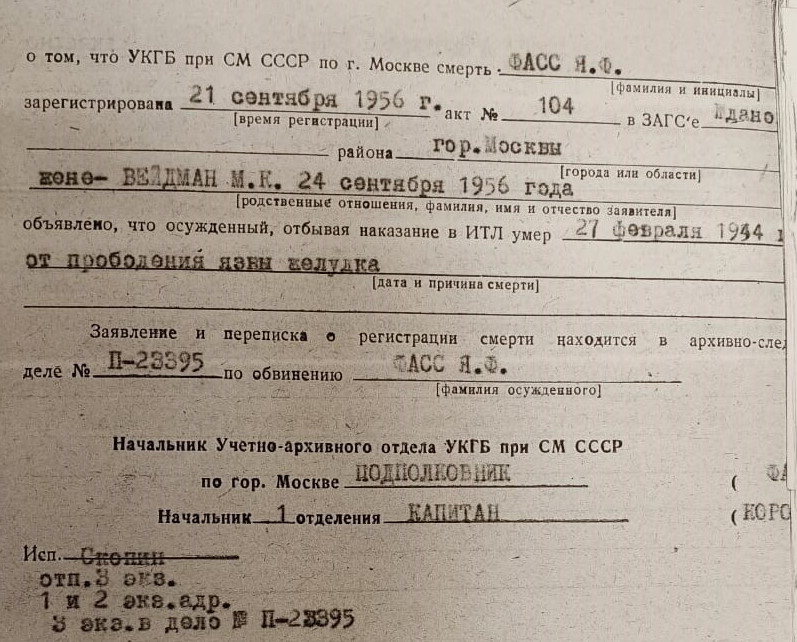 о том, что УКГБ при СМ СССР по г. Москве смерть ФАСС Я.Ф.
[фамилия и инициалы]
зарегистрирована 21 сентября 1956 г. акт № 104 в ЗАГС'е Ждано
[время регистрации]
района гор.Москвы
[города или области]
жене- ВЕЙДМАН М.К. 24 сентября 1956 года
[родственные отношения, фамилия, имя и отчество заявителя]
объявлено, что осужденный, отбывая наказание в ИТЛ умер 27 февраля 1944 г
от прободения язвы желудка
[дата и причина смерти]
Заявление и переписка о регистрации смерти находится в архивно-сле
деле № П-23395 по обвинению ФАСС Я.Ф.
[фамилия осужденного]
Начальник Учетно-архивного отдела УКГБ при СМ СССР
по гор. Москве ПОДПОЛКОВНИК ( ФА
Начальник 1 отделения КАПИТАН (КОРО
Исп. Скопин
отп.3 экз.
1 и 2 экз.адр.
3 экз.в дело № П-23395